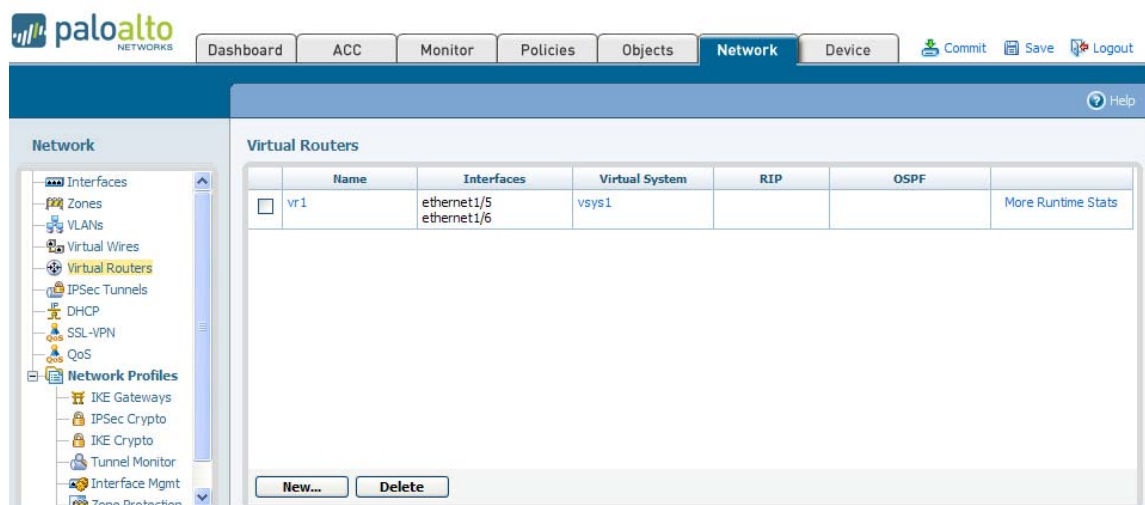 paloalto
NETWORKS
Dashboard ACC Monitor Policies Objects Network Device Commit Save Logout
Help
Network
Interfaces
Zones
VLANs
Virtual Wires
Virtual Routers
IPSec Tunnels
DHCP
SSL-VPN
QoS
Network Profiles
IKE Gateways
IPSec Crypto
IKE Crypto
Tunnel Monitor
Interface Mgmt
Zone Protection
Virtual Routers
Name Interfaces Virtual System RIP OSPF
vr1 ethernet1/5 vsys1 More Runtime Stats
ethernet1/6
New... Delete